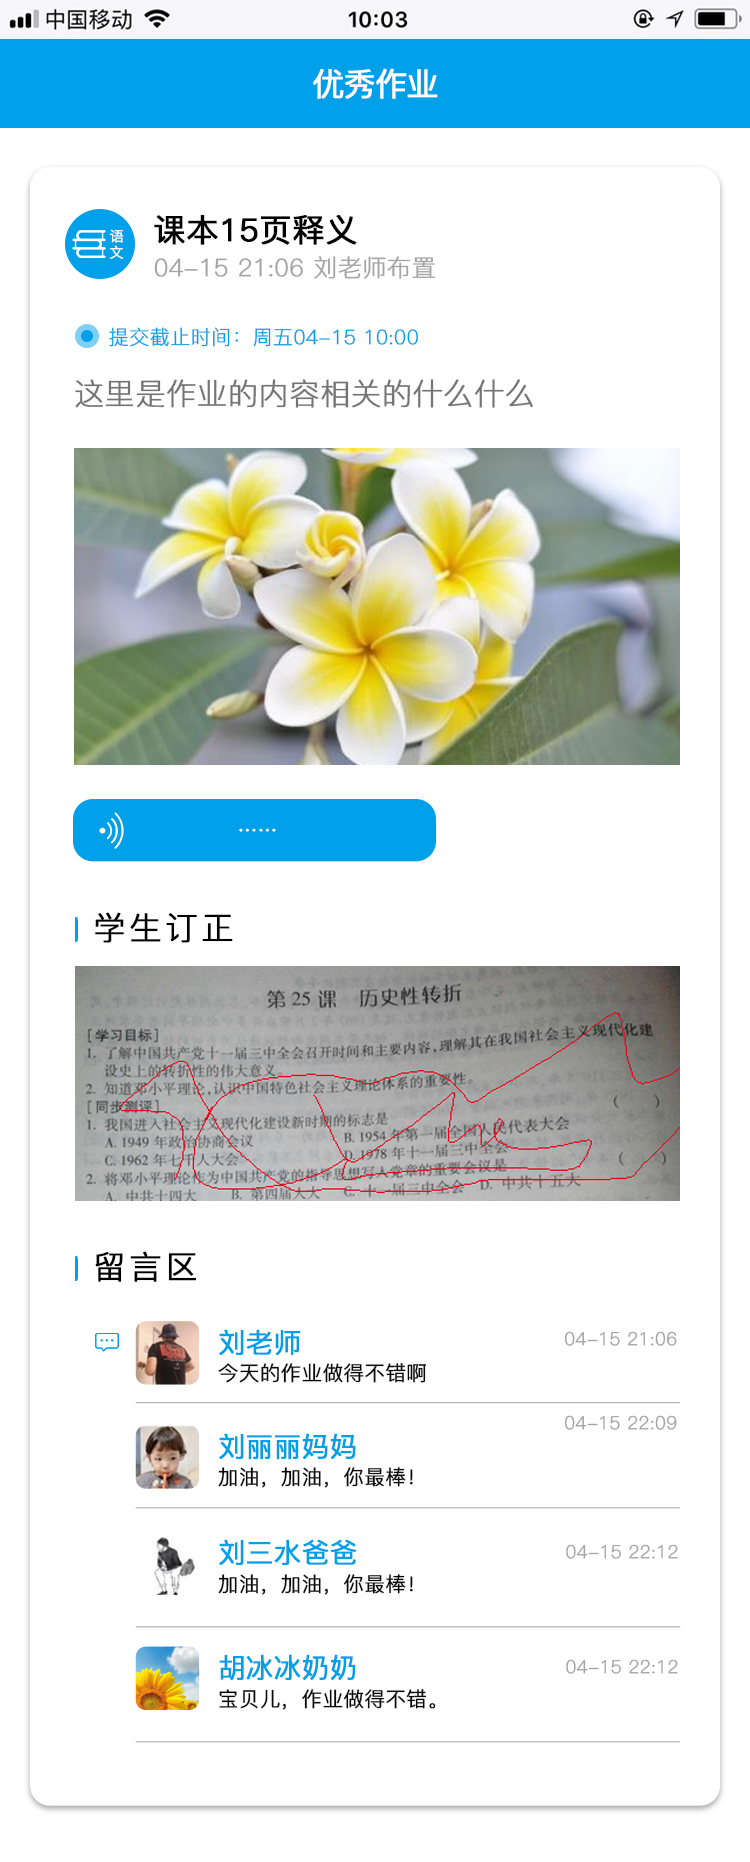 中国移动
10:03
优秀作业
语文
课本15页释义
04-15 21:06 刘老师布置
提交截止时间：周五04-15 10:00
这里是作业的内容相关的什么什么
······
学生订正
第 25 课 历史性转折
[学习目标]
1. 了解中国共产党十一届三中全会召开时间和主要内容,理解其在我国社会主义现代化建
设史上的转折性的伟大意义。
2. 知道邓小平理论,认识中国特色社会主义理论体系的重要性。
[同步测评]
1. 我国进入社会主义现代化建设新时期的标志是 ( )
A. 1949 年政治协商会议 B. 1954 年第一届全国人民代表大会
C. 1962 年七千人大会 D. 1978 年十一届三中全会
2. 将邓小平理论作为中国共产党的指导思想写入党章的重要会议是 ( )
A. 中共十四大 B. 第四届人大 C. 十一届三中全会 D. 中共十五大
留言区
刘老师
04-15 21:06
今天的作业做得不错啊
04-15 22:09
刘丽丽妈妈
加油，加油，你最棒！
刘三水爸爸
04-15 22:12
加油，加油，你最棒！
胡冰冰奶奶
04-15 22:12
宝贝儿，作业做得不错。